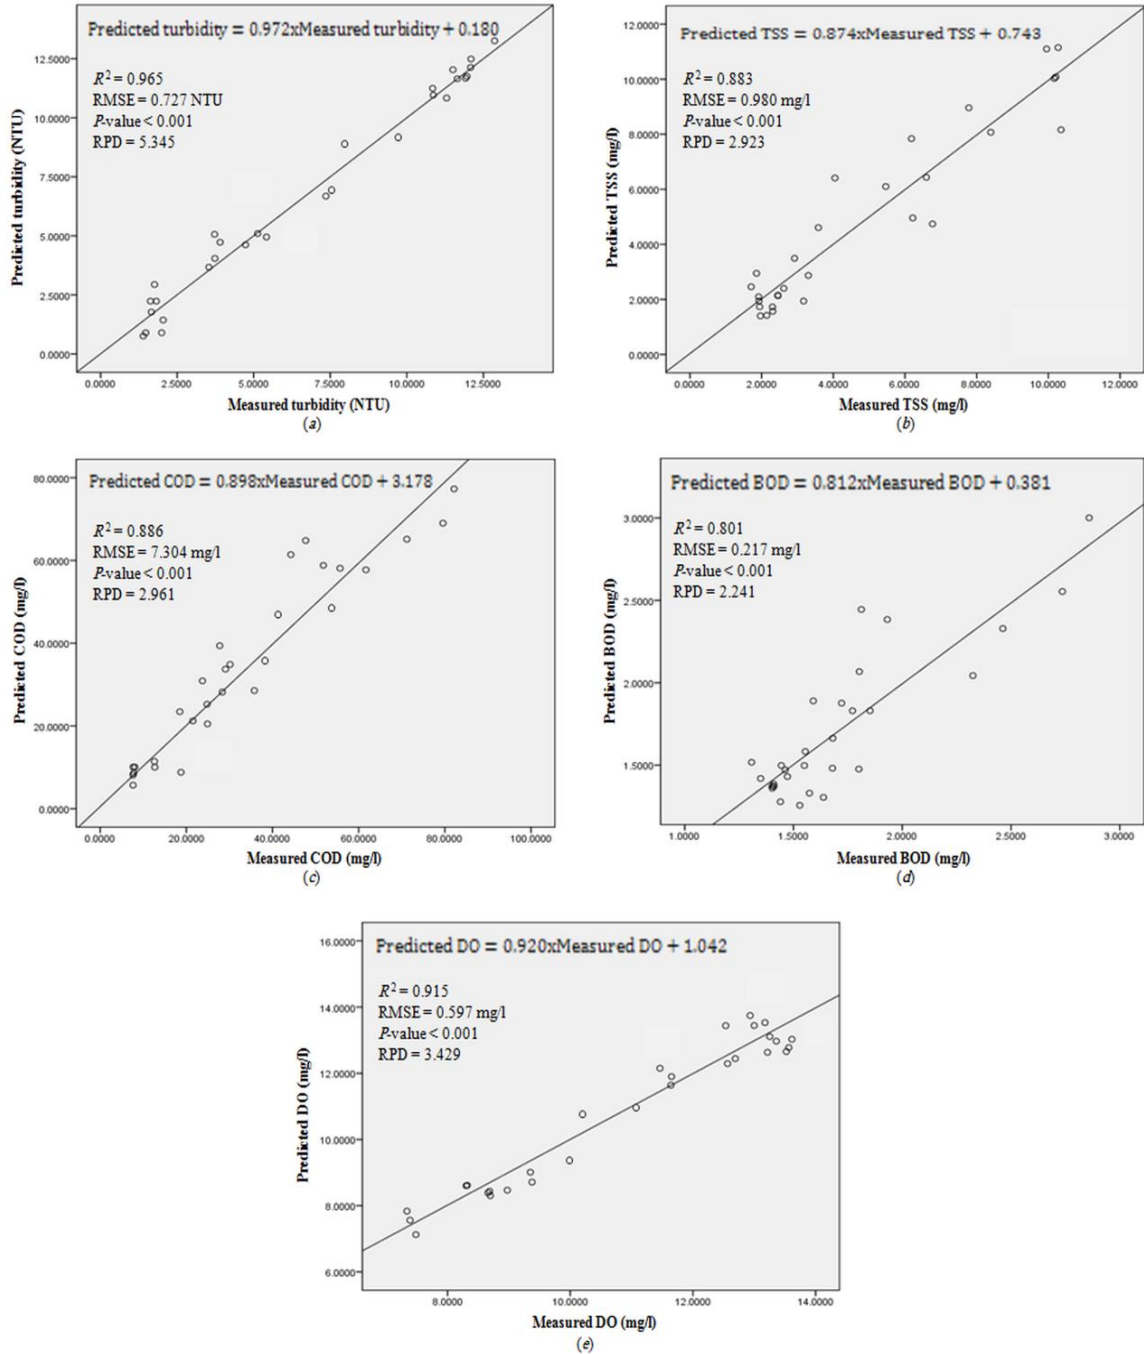 Predicted turbidity = 0.972xMeasured turbidity + 0.180
R² = 0.965
RMSE = 0.727 NTU
P-value < 0.001
RPD = 5.345
Predicted turbidity (NTU)
12.5000
10.0000
7.5000
5.0000
2.5000
0.0000
0.0000 2.5000 5.0000 7.5000 10.0000 12.5000
Measured turbidity (NTU)
(a)
Predicted TSS = 0.874xMeasured TSS + 0.743
R² = 0.883
RMSE = 0.980 mg/l
P-value < 0.001
RPD = 2.923
Predicted TSS (mg/l)
12.0000
10.0000
8.0000
6.0000
4.0000
2.0000
0.0000
0.0000 2.0000 4.0000 6.0000 8.0000 10.0000 12.0000
Measured TSS (mg/l)
(b)
Predicted COD = 0.898xMeasured COD + 3.178
R² = 0.886
RMSE = 7.304 mg/l
P-value < 0.001
RPD = 2.961
Predicted COD (mg/l)
80.0000
60.0000
40.0000
20.0000
0.0000
0.0000 20.0000 40.0000 60.0000 80.0000 100.0000
Measured COD (mg/l)
(c)
Predicted BOD = 0.812xMeasured BOD + 0.381
R² = 0.801
RMSE = 0.217 mg/l
P-value < 0.001
RPD = 2.241
Predicted BOD (mg/l)
3.0000
2.5000
2.0000
1.5000
1.0000 1.5000 2.0000 2.5000 3.0000
Measured BOD (mg/l)
(d)
Predicted DO = 0.920xMeasured DO + 1.042
R² = 0.915
RMSE = 0.597 mg/l
P-value < 0.001
RPD = 3.429
Predicted DO (mg/l)
16.0000
14.0000
12.0000
10.0000
8.0000
6.0000
8.0000 10.0000 12.0000 14.0000
Measured DO (mg/l)
(e)